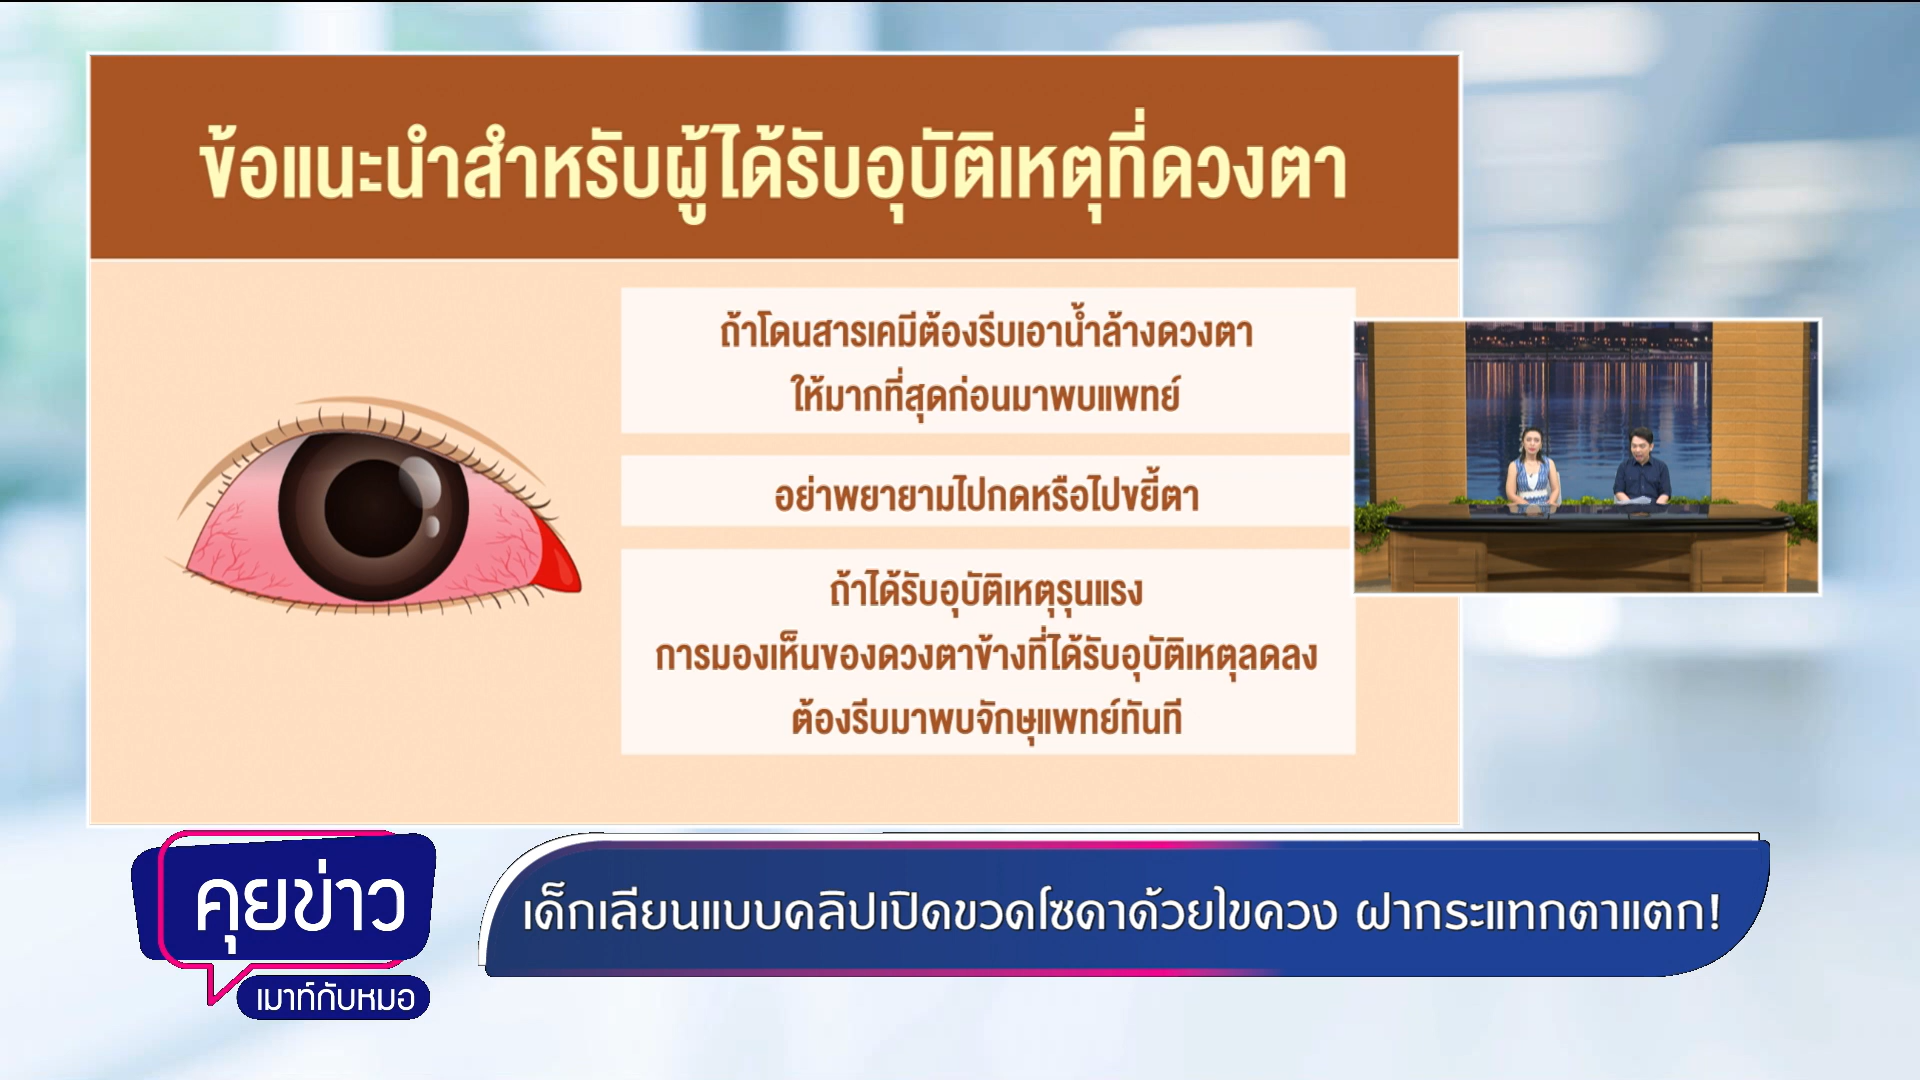 ข้อแนะนำสำหรับผู้ได้รับอุบัติเหตุที่ดวงตา
ถ้าโดนสารเคมีต้องรีบเอาน้ำล้างดวงตา
ให้มากที่สุดก่อนมาพบแพทย์
อย่าพยายามไปกดหรือไปขยี้ตา
ถ้าได้รับอุบัติเหตุรุนแรง
การมองเห็นของดวงตาข้างที่ได้รับอุบัติเหตุลดลง
ต้องรีบมาพบจักษุแพทย์ทันที
คุยข่าว
เมาท์กับหมอ
เด็กเลียนแบบคลิปเปิดขวดโซดาด้วยไขควง ฝากระแทกตาแตก!